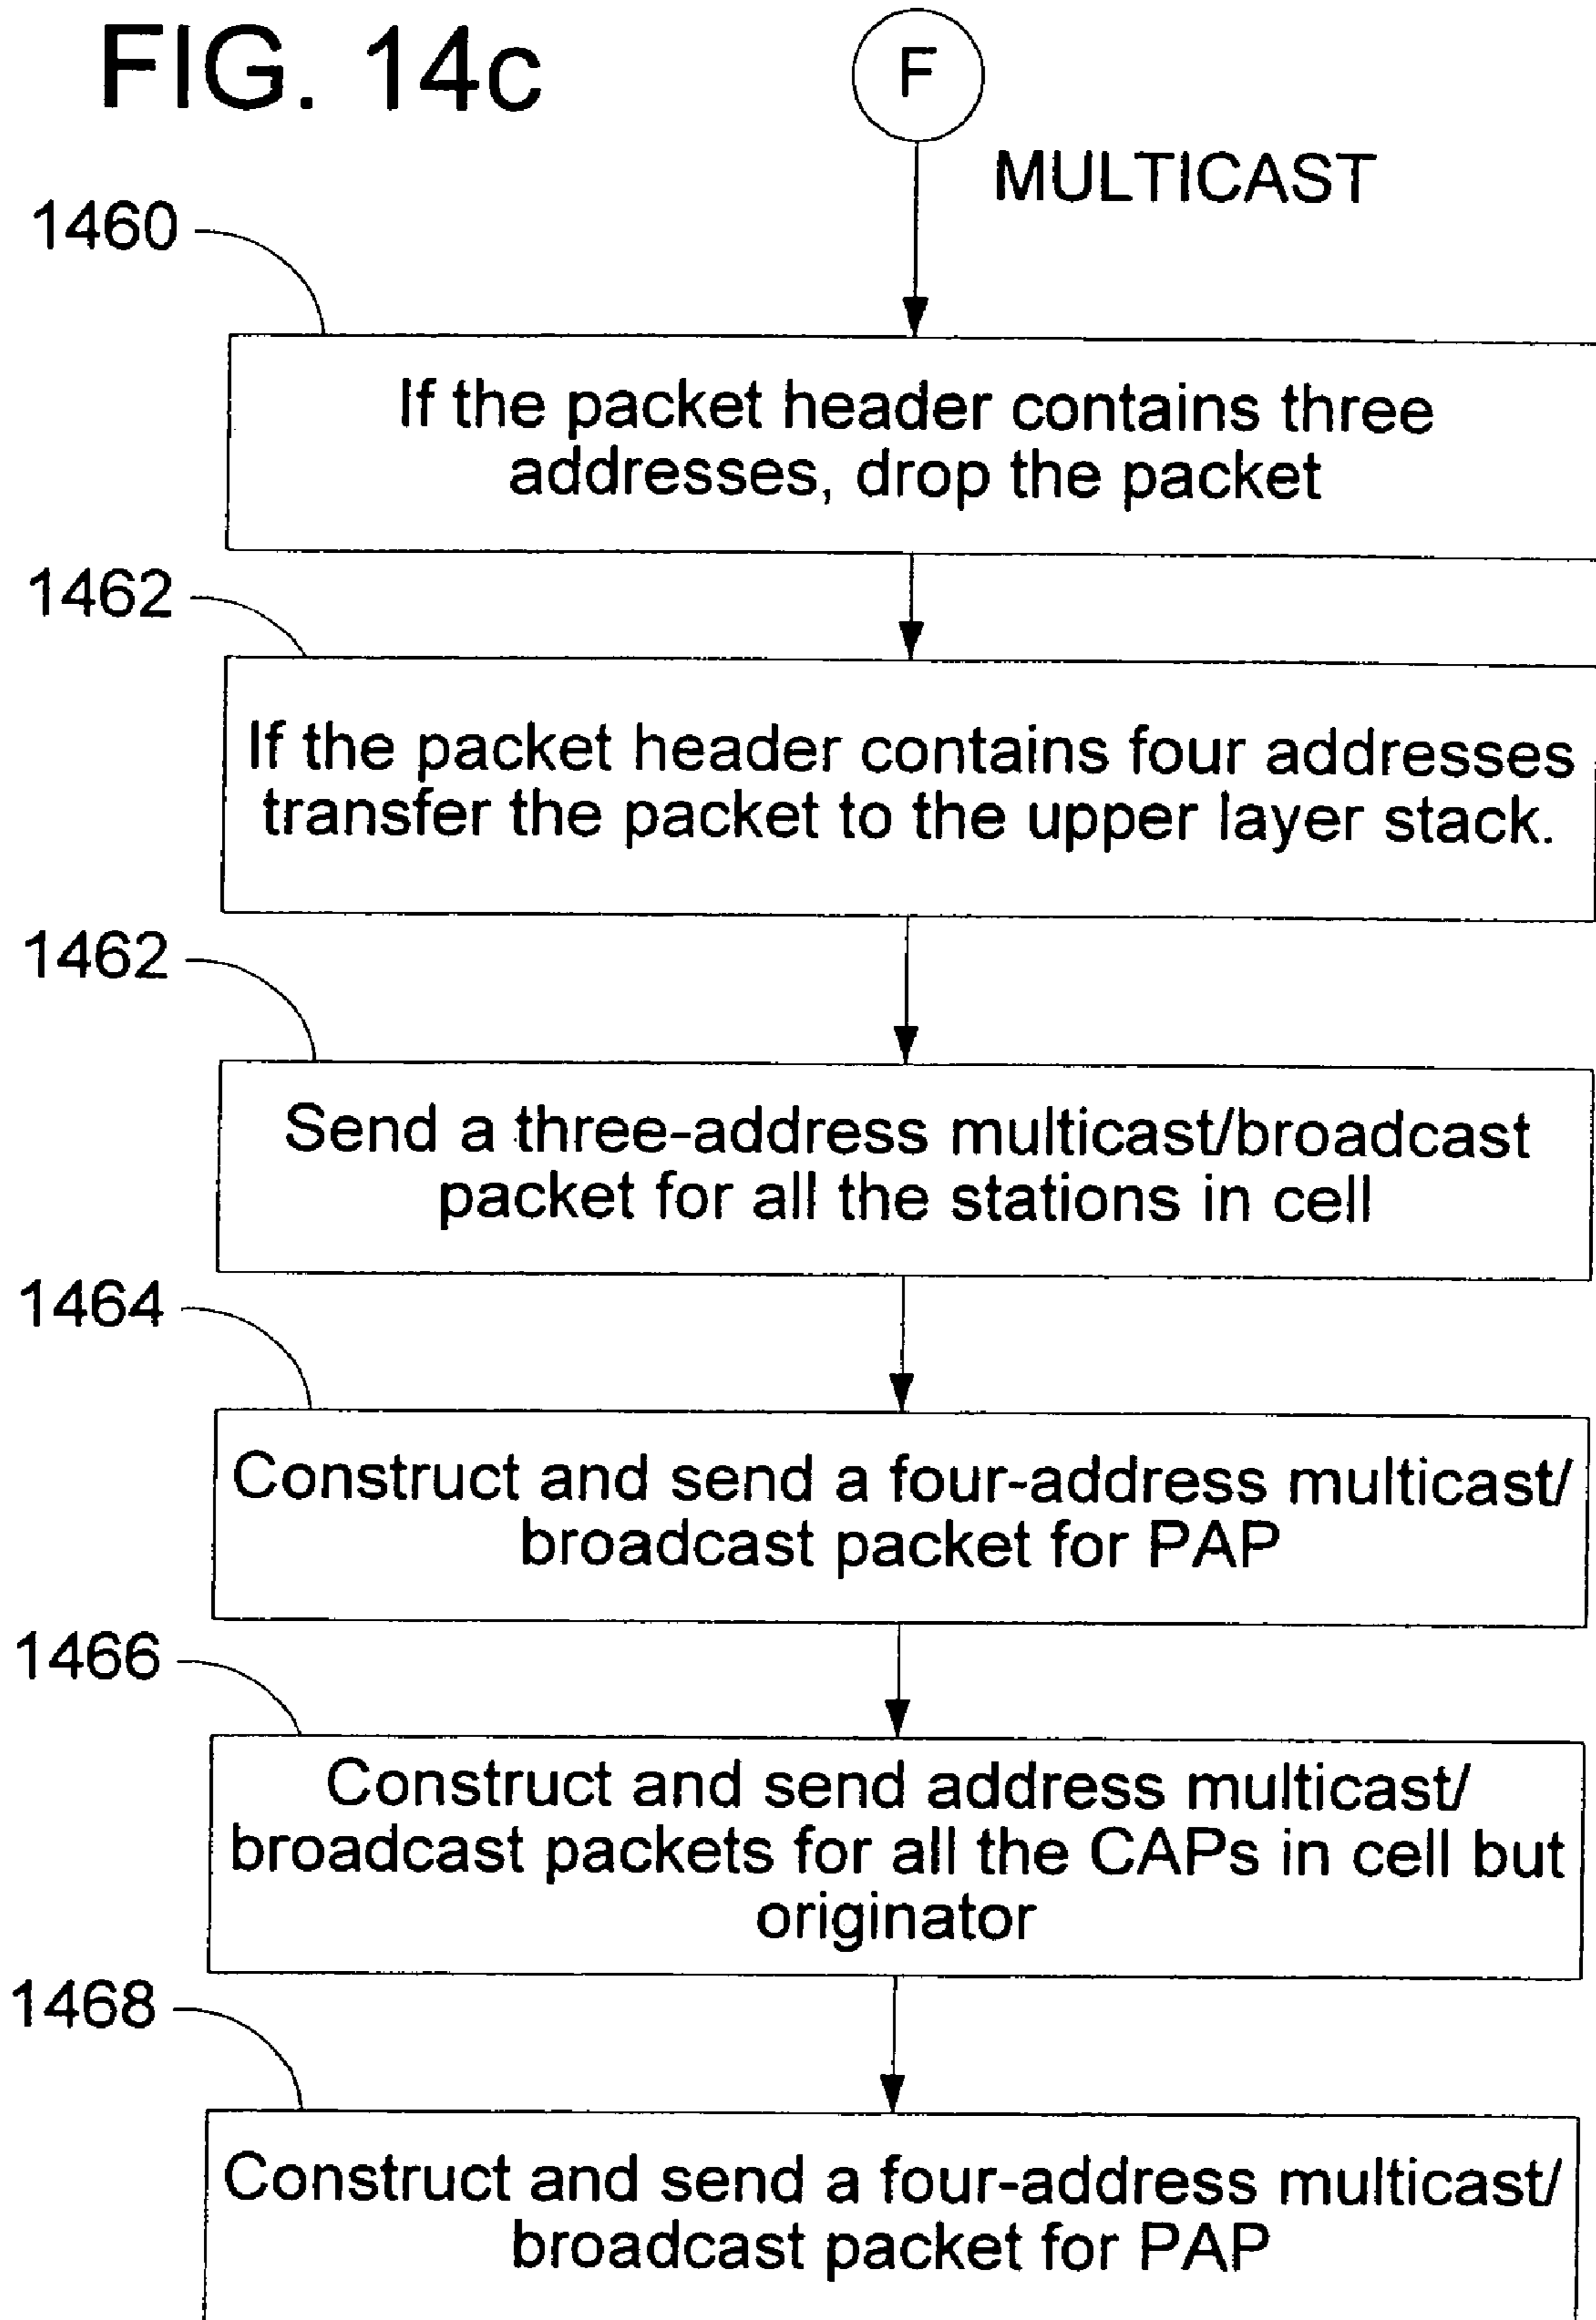 FIG. 14c
F
MULTICAST
1460
If the packet header contains three
addresses, drop the packet
1462
If the packet header contains four addresses
transfer the packet to the upper layer stack.
1462
Send a three-address multicast/broadcast
packet for all the stations in cell
1464
Construct and send a four-address multicast/
broadcast packet for PAP
1466
Construct and send address multicast/
broadcast packets for all the CAPs in cell but
originator
1468
Construct and send a four-address multicast/
broadcast packet for PAP